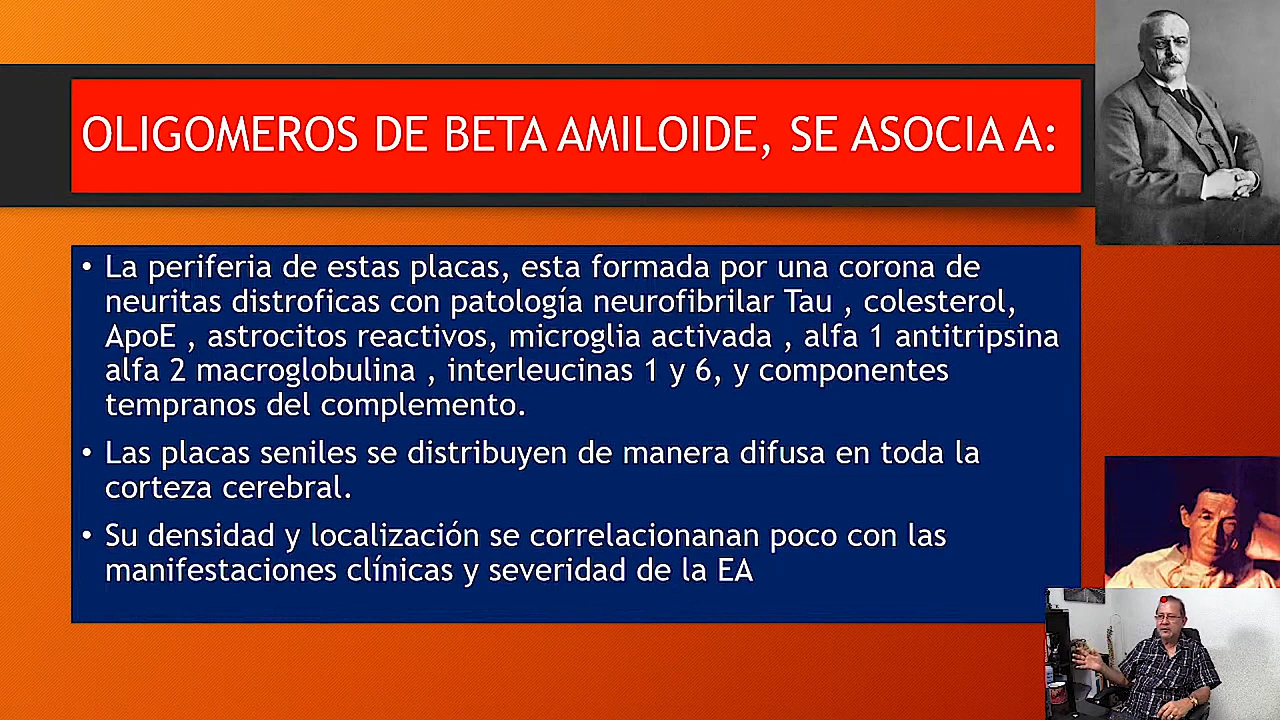 OLIGOMEROS DE BETA AMILOIDE, SE ASOCIA A:
• La periferia de estas placas, esta formada por una corona de
neuritas distroficas con patología neurofibrilar Tau , colesterol,
ApoE , astrocitos reactivos, microglia activada , alfa 1 antitripsina
alfa 2 macroglobulina , interleucinas 1 y 6, y componentes
tempranos del complemento.
• Las placas seniles se distribuyen de manera difusa en toda la
corteza cerebral.
• Su densidad y localización se correlacionanan poco con las
manifestaciones clínicas y severidad de la EA